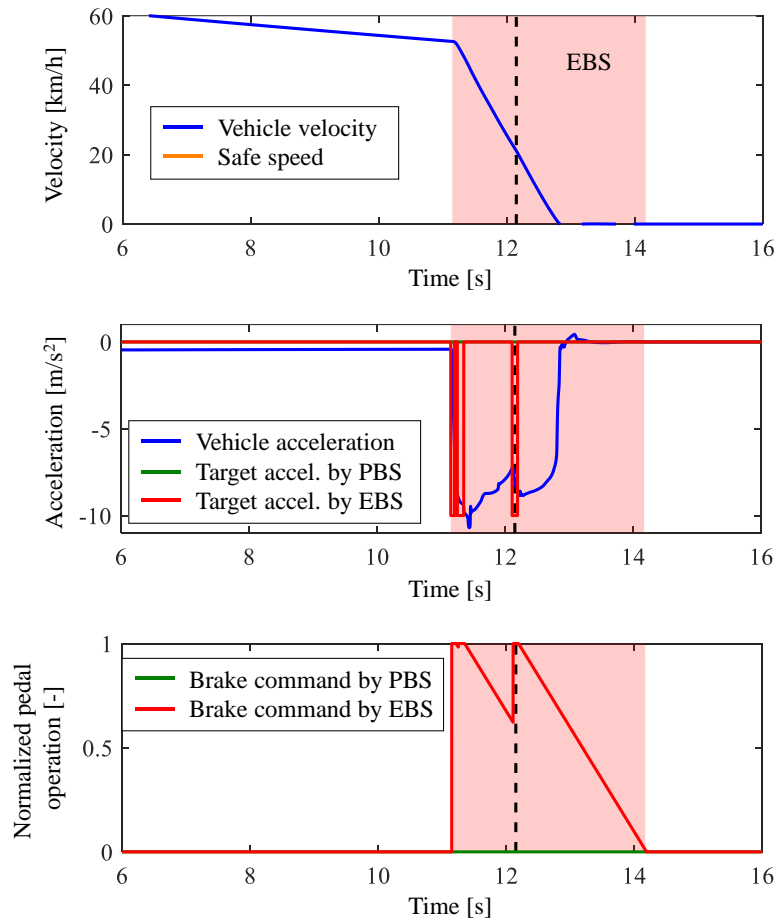 60
40
20
0
Velocity [km/h]
EBS
Vehicle velocity
Safe speed
6 8 10 12 14 16
Time [s]
0
-5
-10
Acceleration [m/s²]
Vehicle acceleration
Target accel. by PBS
Target accel. by EBS
6 8 10 12 14 16
Time [s]
1
0.5
0
Normalized pedal
operation [-]
Brake command by PBS
Brake command by EBS
6 8 10 12 14 16
Time [s]